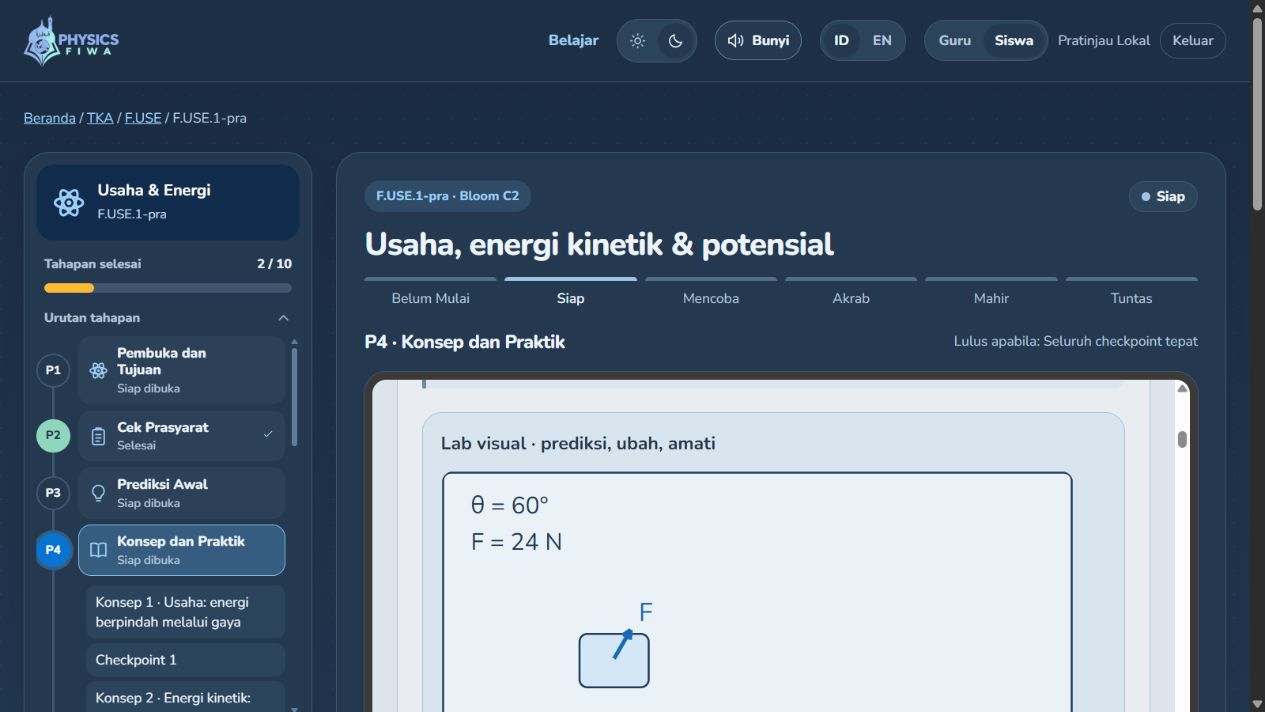 PHYSICS
FIWA
Belajar
Bunyi
ID
EN
Guru
Siswa
Pratinjau Lokal
Keluar
Beranda / TKA / F.USE / F.USE.1-pra
Usaha & Energi
F.USE.1-pra
Tahapan selesai
2 / 10
Urutan tahapan
P1
Pembuka dan
Tujuan
Siap dibuka
P2
Cek Prasyarat
Selesai
P3
Prediksi Awal
Siap dibuka
P4
Konsep dan Praktik
Siap dibuka
Konsep 1 · Usaha: energi
berpindah melalui gaya
Checkpoint 1
Konsep 2 · Energi kinetik:
F.USE.1-pra · Bloom C2
Siap
Usaha, energi kinetik & potensial
Belum Mulai
Siap
Mencoba
Akrab
Mahir
Tuntas
P4 · Konsep dan Praktik
Lulus apabila: Seluruh checkpoint tepat
Lab visual · prediksi, ubah, amati
θ = 60°
F = 24 N
F